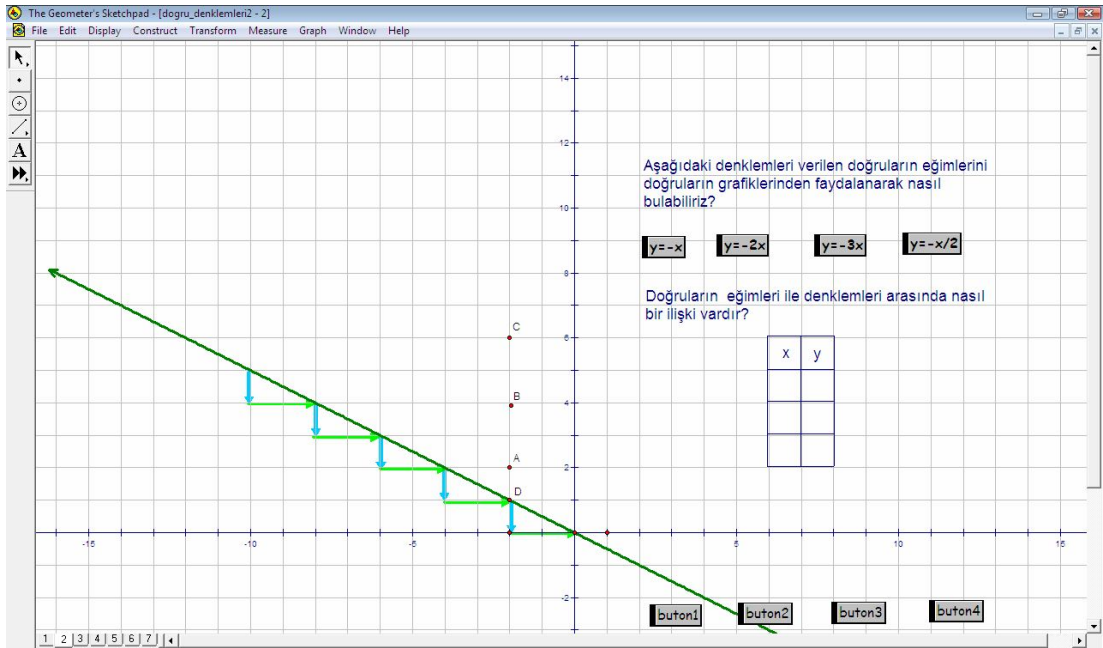 The Geometer's Sketchpad - [dogru_denklemleri2 - 2]
File Edit Display Construct Transform Measure Graph Window Help
A
14
12
10
8
6
4
2
-2
-15
-10
-5
5
10
15
C
B
A
D
Aşağıdaki denklemleri verilen doğruların eğimlerini
doğruların grafiklerinden faydalanarak nasıl
bulabiliriz?
y=-x y=-2x y=-3x y=-x/2
Doğruların eğimleri ile denklemleri arasında nasıl
bir ilişki vardır?
x y
buton1 buton2 buton3 buton4
1 2 3 4 5 6 7